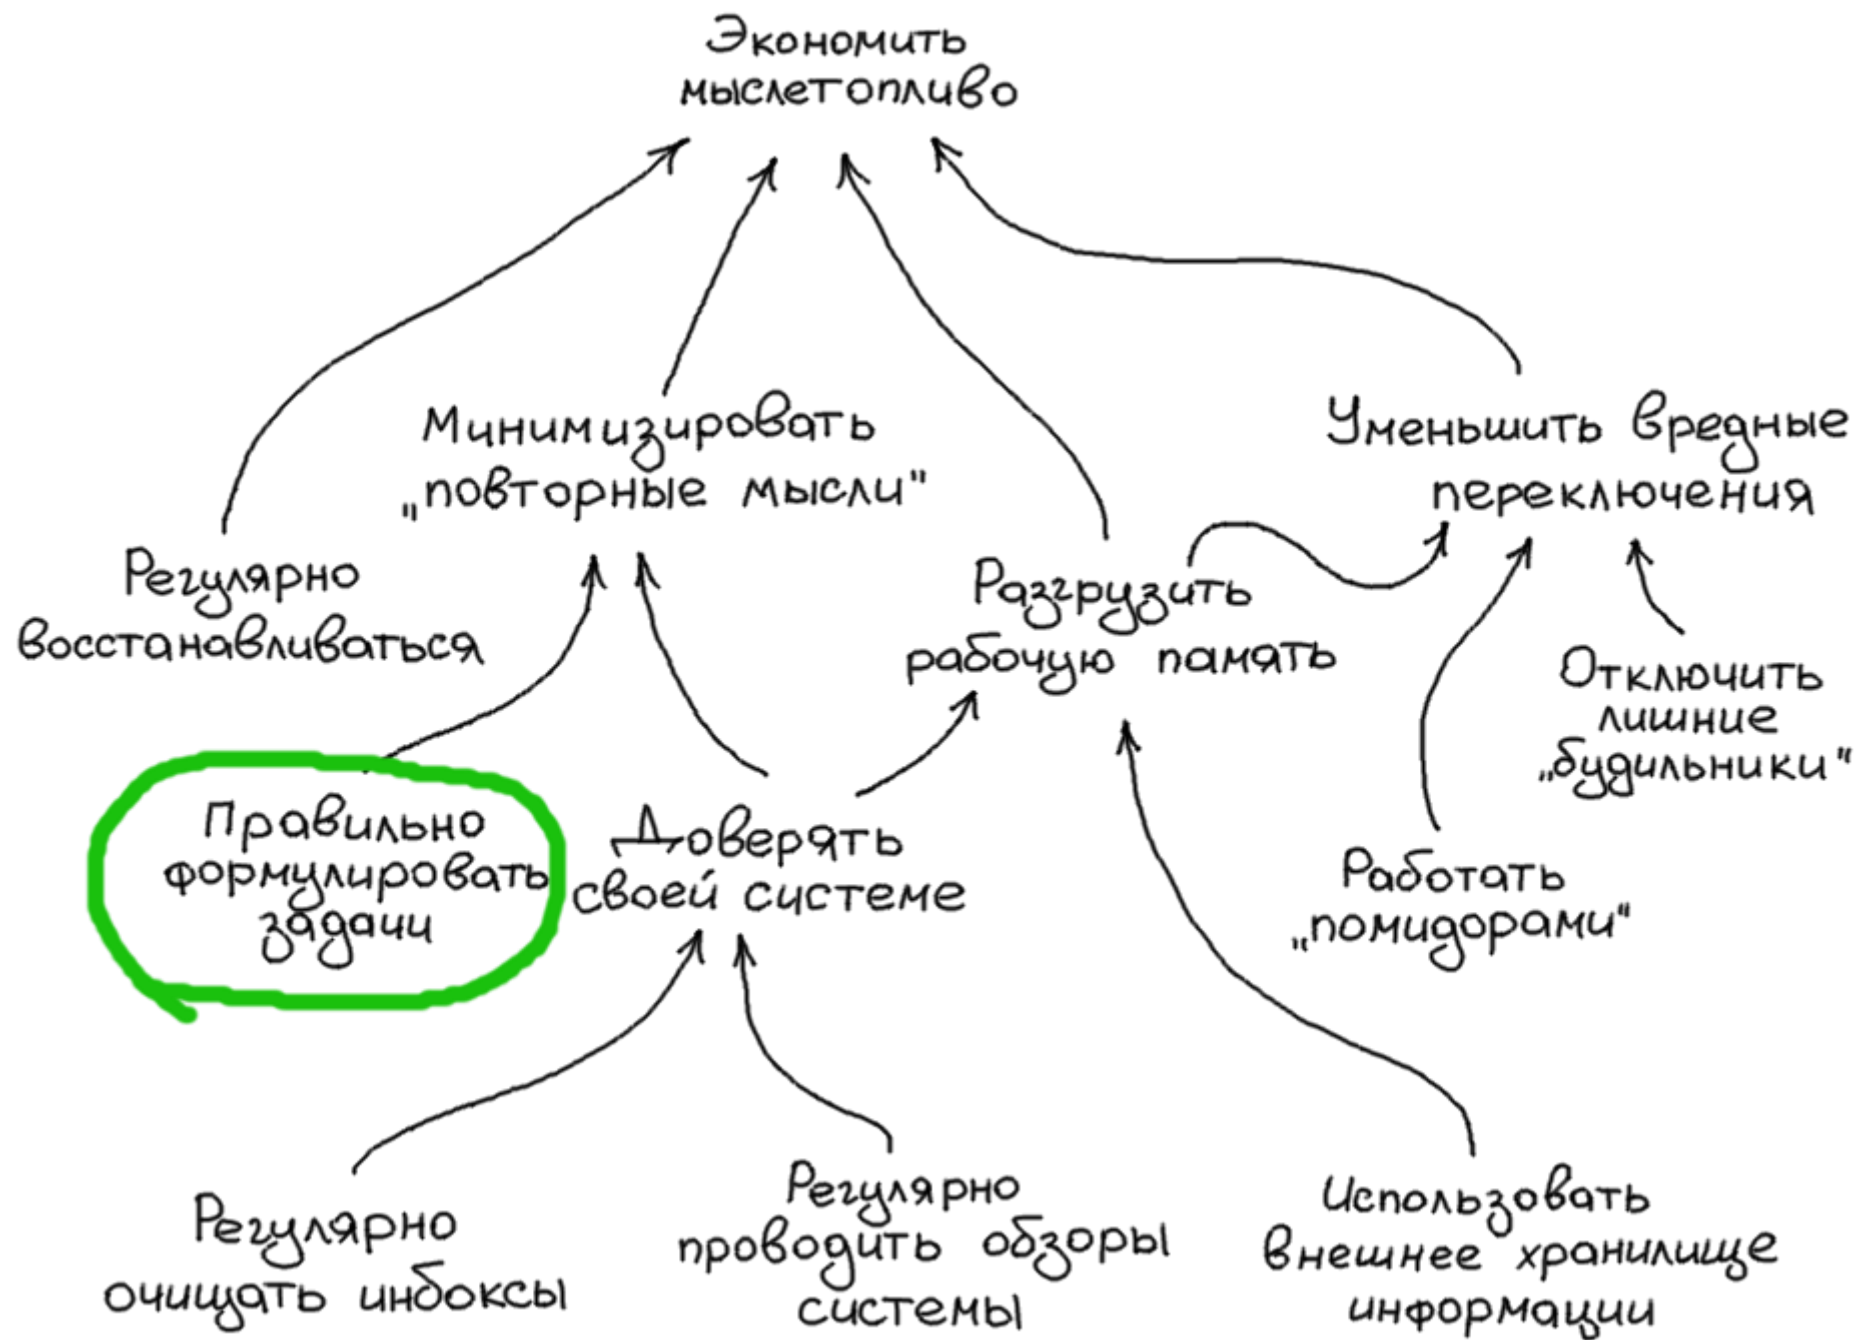 Экономить
мыслетопливо
Минимизировать
„повторные мысли"
Уменьшить вредные
переключения
Регулярно
восстанавливаться
Разгрузить
рабочую память
Отключить
лишние
„будильники"
Правильно
формулировать
задачи
Доверять
своей системе
Работать
„помидорами"
Регулярно
очищать инбоксы
Регулярно
проводить обзоры
системы
Использовать
внешнее хранилище
информации